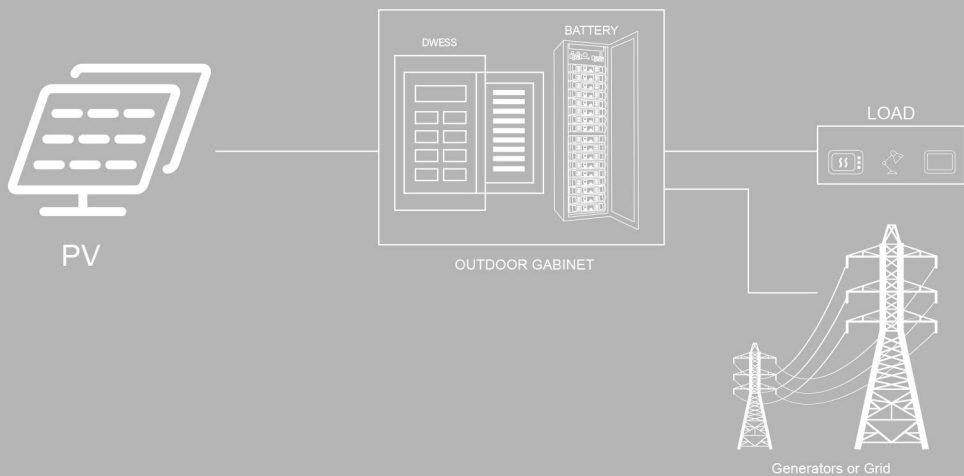 DWESS
BATTERY
LOAD
PV
OUTDOOR GABINET
Generators or Grid